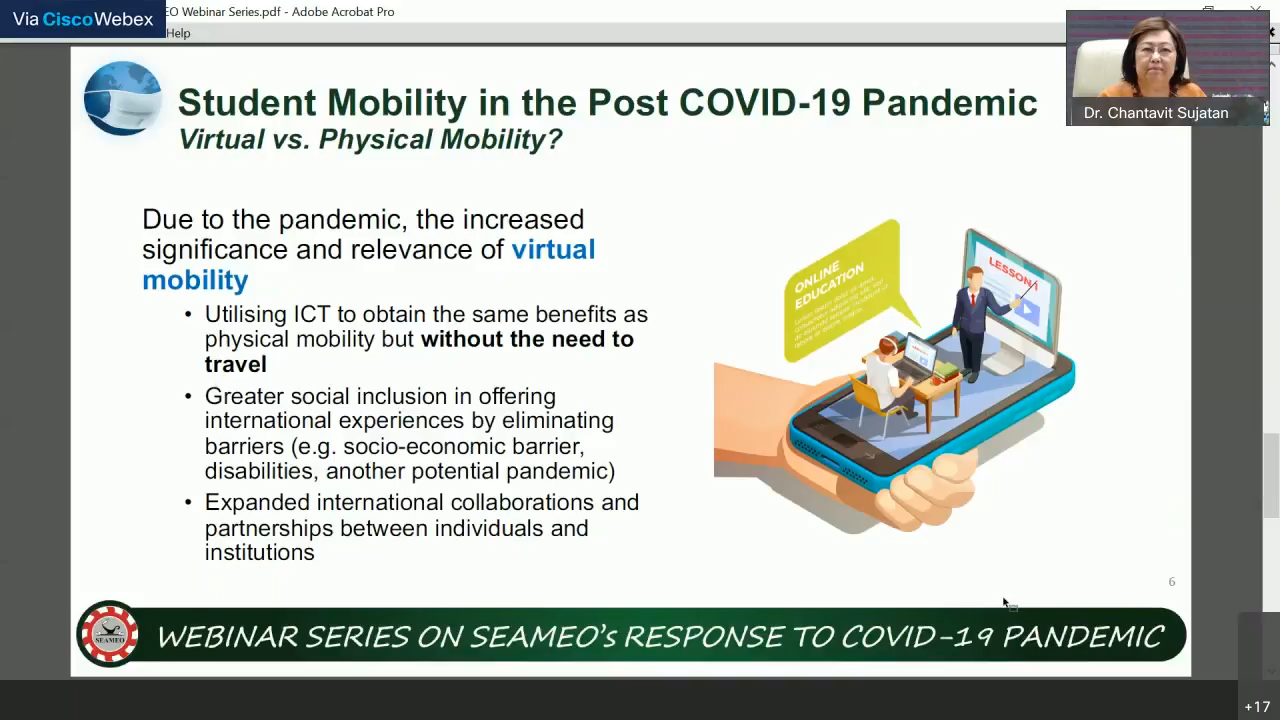 Via Cisco Webex
EO Webinar Series.pdf - Adobe Acrobat Pro
Help
Dr. Chantavit Sujatan
Student Mobility in the Post COVID-19 Pandemic
Virtual vs. Physical Mobility?
Due to the pandemic, the increased
significance and relevance of virtual
mobility
• Utilising ICT to obtain the same benefits as
physical mobility but without the need to
travel
• Greater social inclusion in offering
international experiences by eliminating
barriers (e.g. socio-economic barrier,
disabilities, another potential pandemic)
• Expanded international collaborations and
partnerships between individuals and
institutions
ONLINE
EDUCATION
LESSON 1
6
SEAMEO
WEBINAR SERIES ON SEAMEO's RESPONSE TO COVID-19 PANDEMIC
+17